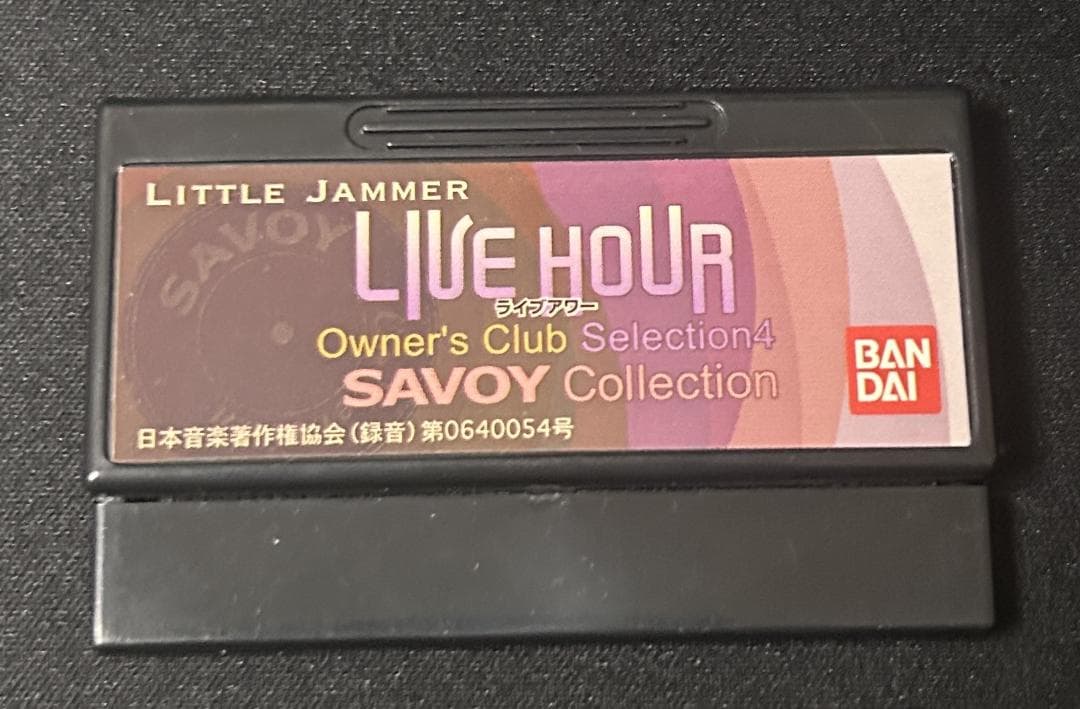 LITTLE JAMMER
SAVOY
LIVE HOUR
ライブアワー
Owner's Club Selection4
SAVOY Collection
BAN
DAI
日本音楽著作権協会(録音)第0640054号